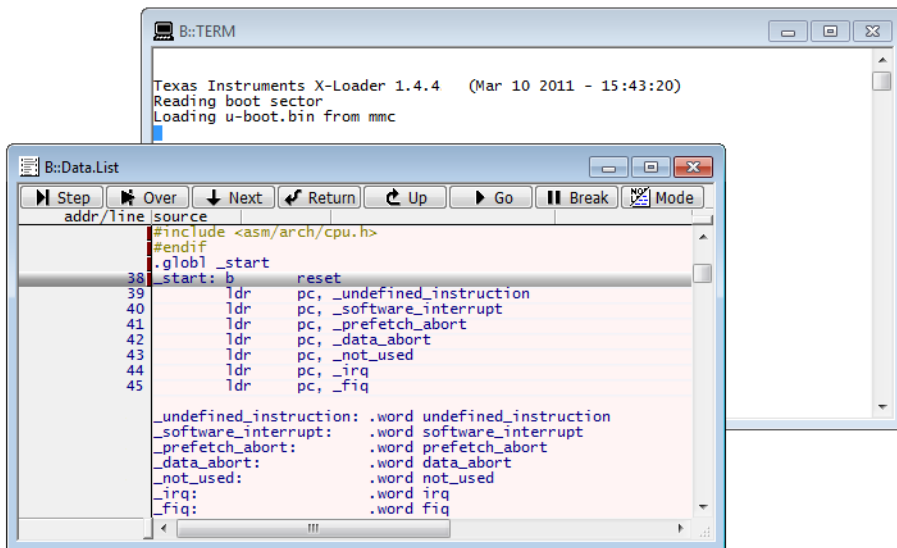 B::TERM
Texas Instruments X-Loader 1.4.4 (Mar 10 2011 - 15:43:20)
Reading boot sector
Loading u-boot.bin from mmc
B::Data.List
Step Over Next Return Up Go Break Mode
addr/line source
#include <asm/arch/cpu.h>
#endif
.globl _start
38 _start: b reset
39 ldr pc, _undefined_instruction
40 ldr pc, _software_interrupt
41 ldr pc, _prefetch_abort
42 ldr pc, _data_abort
43 ldr pc, _not_used
44 ldr pc, _irq
45 ldr pc, _fiq
_undefined_instruction: .word undefined_instruction
_software_interrupt: .word software_interrupt
_prefetch_abort: .word prefetch_abort
_data_abort: .word data_abort
_not_used: .word not_used
_irq: .word irq
_fiq: .word fiq